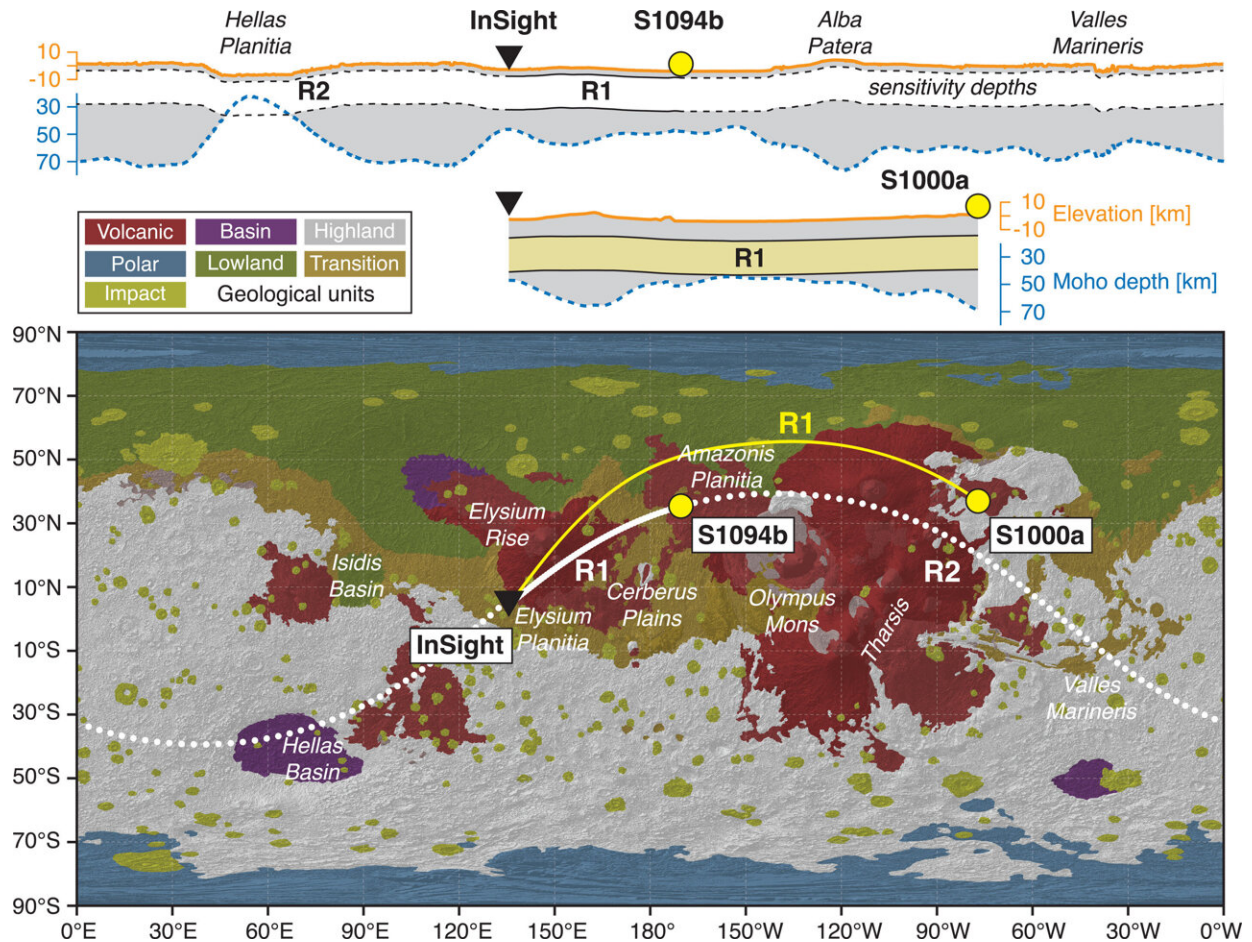 Hellas
Planitia
InSight
S1094b
Alba
Patera
Valles
Marineris
10
-10
30
50
70
R2
R1
sensitivity depths
S1000a
R1
10
-10
Elevation [km]
30
50
70
Moho depth [km]
Volcanic
Basin
Highland
Polar
Lowland
Transition
Impact
Geological units
90°N
70°N
50°N
30°N
10°N
10°S
30°S
50°S
70°S
90°S
R1
Amazonis
Planitia
Elysium
Rise
S1094b
S1000a
Isidis
Basin
R1
R2
Cerberus
Plains
Olympus
Mons
Elysium
Planitia
InSight
Tharsis
Valles
Marineris
Hellas
Basin
0°E
30°E
60°E
90°E
120°E
150°E
180°
150°W
120°W
90°W
60°W
30°W
0°W